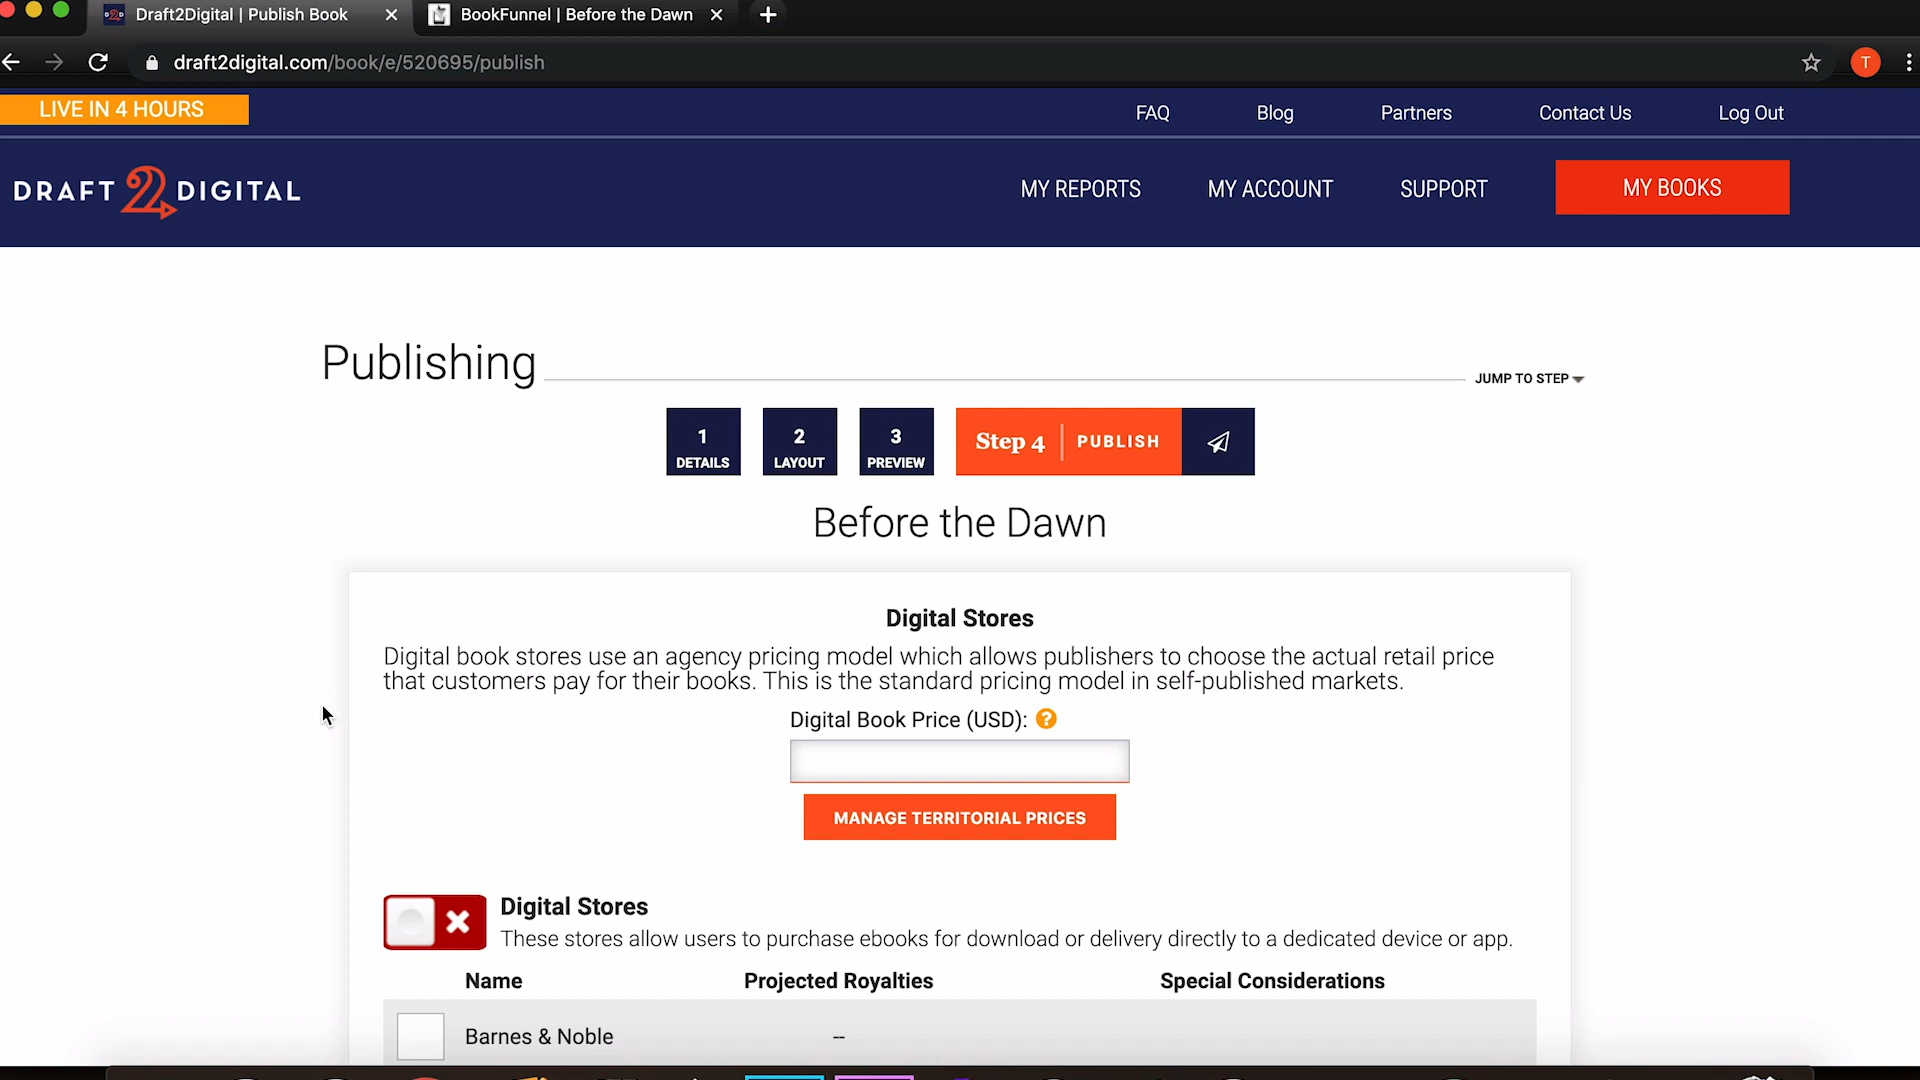 Draft2Digital | Publish Book
BookFunnel | Before the Dawn
draft2digital.com/book/e/520695/publish
T
LIVE IN 4 HOURS
FAQ
Blog
Partners
Contact Us
Log Out
DRAFT 2 DIGITAL
MY REPORTS
MY ACCOUNT
SUPPORT
MY BOOKS
Publishing
JUMP TO STEP
1
DETAILS
2
LAYOUT
3
PREVIEW
Step 4 PUBLISH
Before the Dawn
Digital Stores
Digital book stores use an agency pricing model which allows publishers to choose the actual retail price
that customers pay for their books. This is the standard pricing model in self-published markets.
Digital Book Price (USD): ?
MANAGE TERRITORIAL PRICES
Digital Stores
These stores allow users to purchase ebooks for download or delivery directly to a dedicated device or app.
Name Projected Royalties Special Considerations
Barnes & Noble --